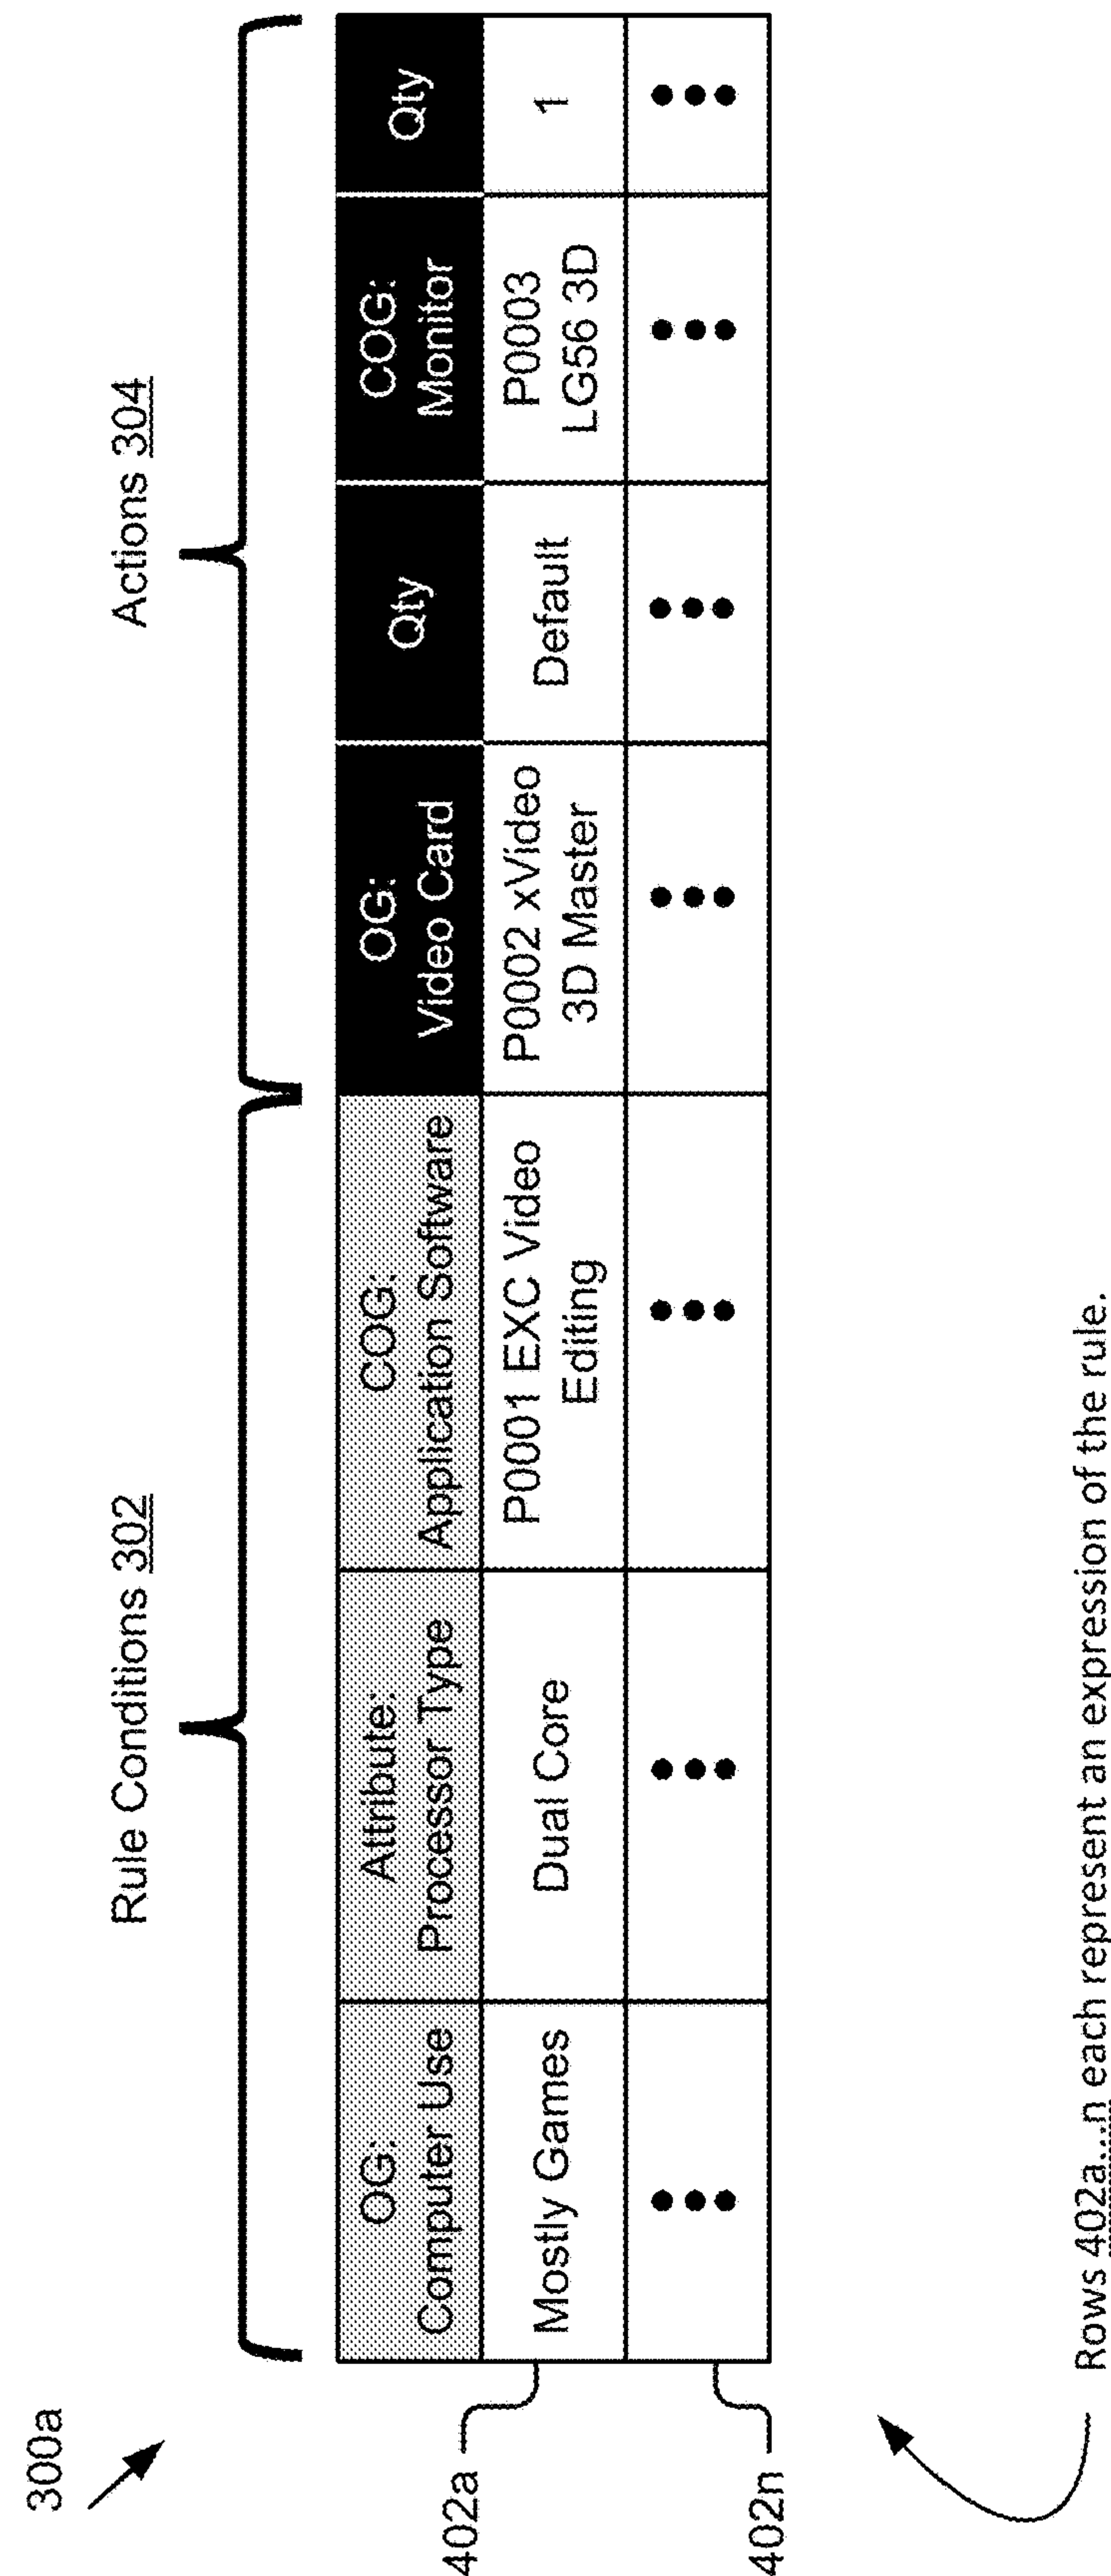 300a
Rule Conditions 302
Actions 304
OG:
Computer Use
Attribute:
Processor Type
COG:
Application Software
OG:
Video Card
Qty
COG:
Monitor
Qty
402a
Mostly Games
Dual Core
P0001 EXC Video
Editing
P0002 xVideo
3D Master
Default
P0003
LG56 3D
1
402n
Rows 402a...n each represent an expression of the rule.